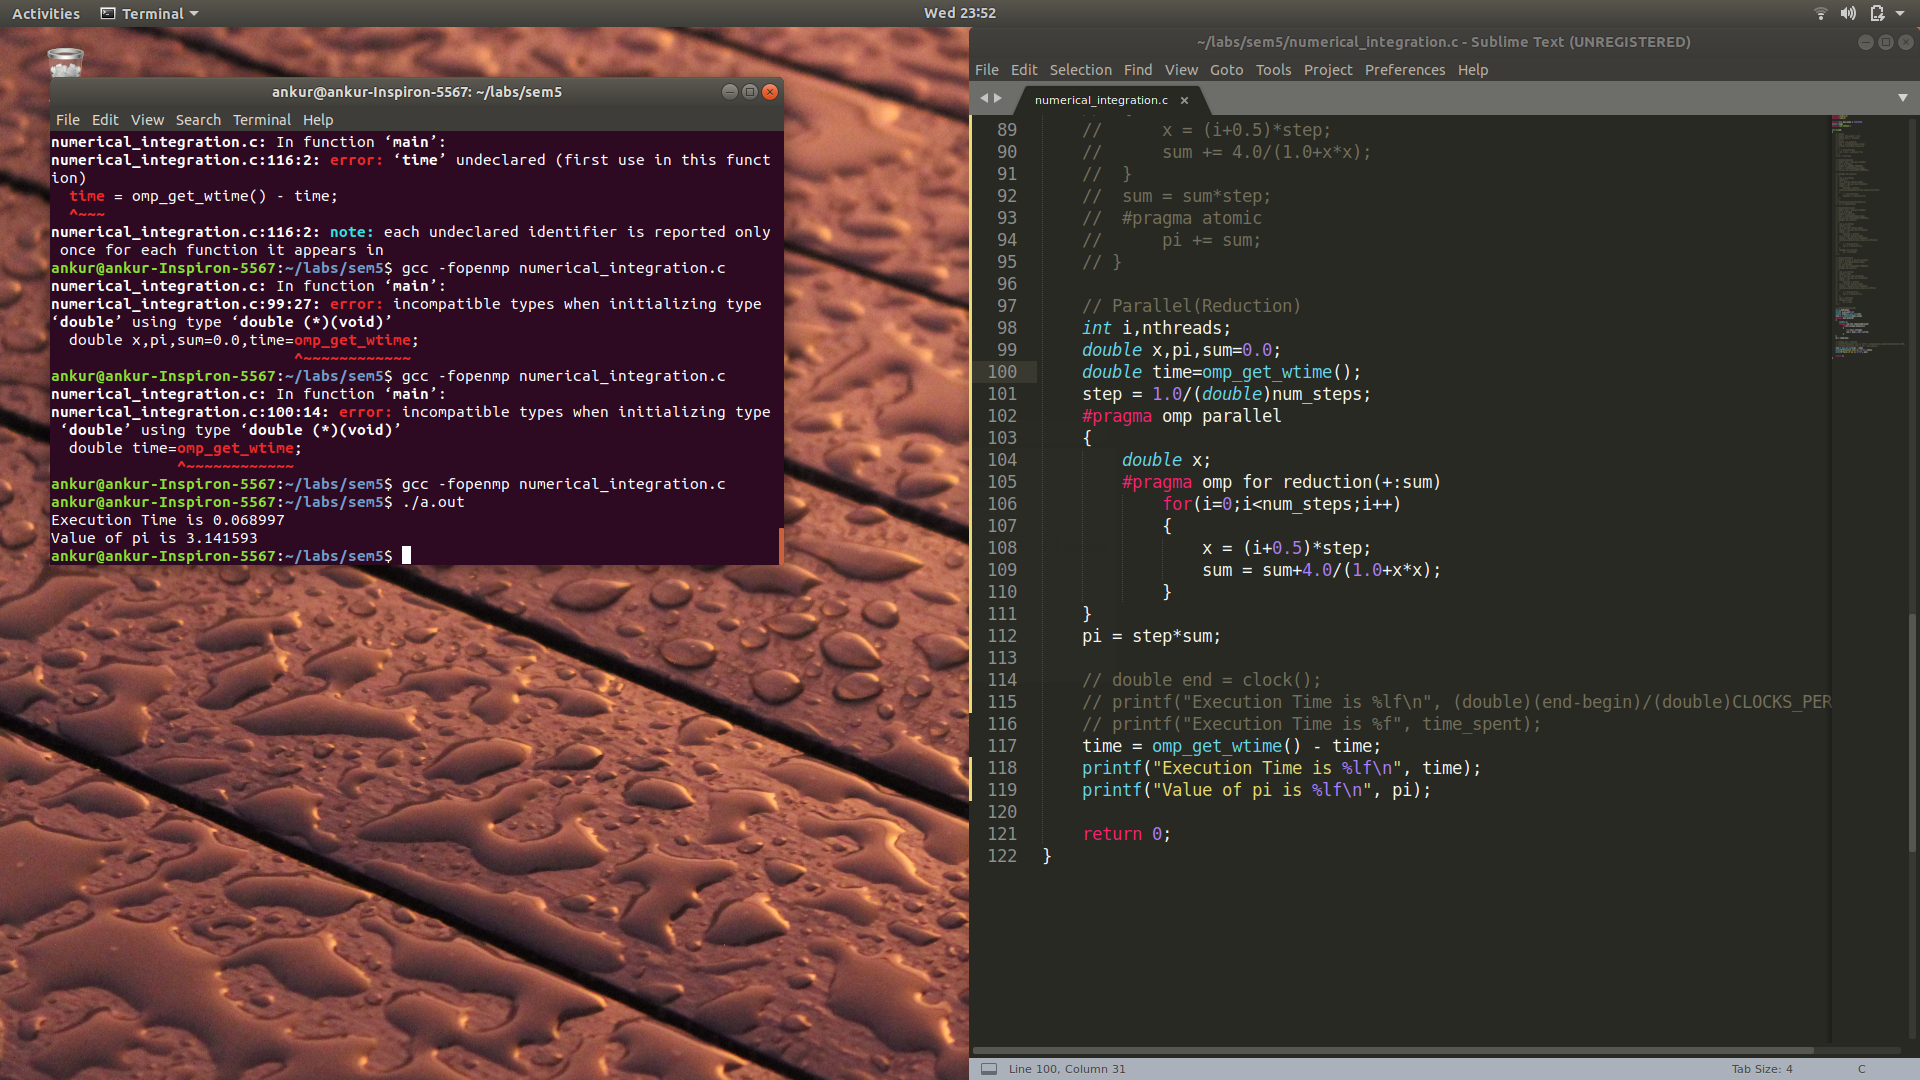 Activities
Terminal
Wed 23:52
ankur@ankur-Inspiron-5567: ~/labs/sem5
File Edit View Search Terminal Help
numerical_integration.c: In function ‘main’:
numerical_integration.c:116:2: error: ‘time’ undeclared (first use in this funct
ion)
time = omp_get_wtime() - time;
^~~~
numerical_integration.c:116:2: note: each undeclared identifier is reported only
once for each function it appears in
ankur@ankur-Inspiron-5567:~/labs/sem5$ gcc -fopenmp numerical_integration.c
numerical_integration.c: In function ‘main’:
numerical_integration.c:99:27: error: incompatible types when initializing type
‘double’ using type ‘double (*)(void)’
double x,pi,sum=0.0,time=omp_get_wtime;
^~~~~~~~~~~~~
ankur@ankur-Inspiron-5567:~/labs/sem5$ gcc -fopenmp numerical_integration.c
numerical_integration.c: In function ‘main’:
numerical_integration.c:100:14: error: incompatible types when initializing type
‘double’ using type ‘double (*)(void)’
double time=omp_get_wtime;
^~~~~~~~~~~~~
ankur@ankur-Inspiron-5567:~/labs/sem5$ gcc -fopenmp numerical_integration.c
ankur@ankur-Inspiron-5567:~/labs/sem5$ ./a.out
Execution Time is 0.068997
Value of pi is 3.141593
ankur@ankur-Inspiron-5567:~/labs/sem5$
~/labs/sem5/numerical_integration.c - Sublime Text (UNREGISTERED)
File Edit Selection Find View Goto Tools Project Preferences Help
numerical_integration.c
89 // x = (i+0.5)*step;
90 // sum += 4.0/(1.0+x*x);
91 // }
92 // sum = sum*step;
93 // #pragma atomic
94 // pi += sum;
95 // }
96
97 // Parallel(Reduction)
98 int i,nthreads;
99 double x,pi,sum=0.0;
100 double time=omp_get_wtime();
101 step = 1.0/(double)num_steps;
102 #pragma omp parallel
103 {
104 double x;
105 #pragma omp for reduction(+:sum)
106 for(i=0;i<num_steps;i++)
107 {
108 x = (i+0.5)*step;
109 sum = sum+4.0/(1.0+x*x);
110 }
111 }
112 pi = step*sum;
113
114 // double end = clock();
115 // printf("Execution Time is %lf\n", (double)(end-begin)/(double)CLOCKS_PER
116 // printf("Execution Time is %f", time_spent);
117 time = omp_get_wtime() - time;
118 printf("Execution Time is %lf\n", time);
119 printf("Value of pi is %lf\n", pi);
120
121 return 0;
122 }
Line 100, Column 31
Tab Size: 4
C